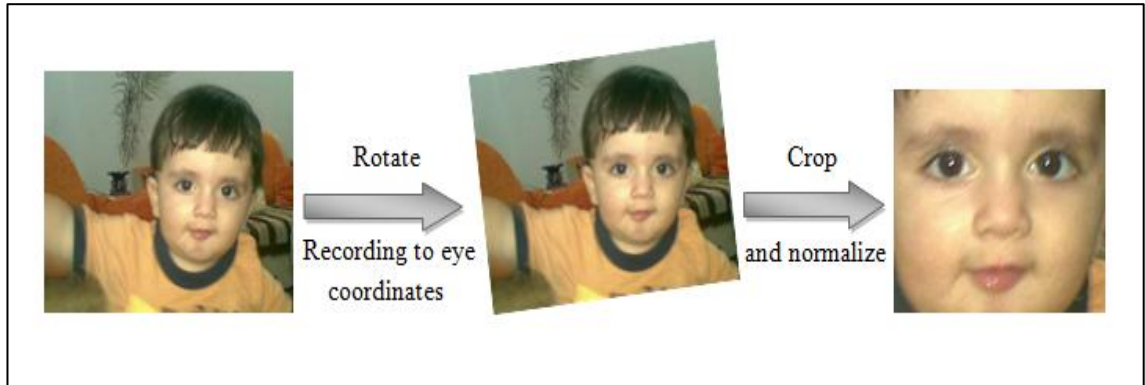 Rotate
Recording to eye
coordinates
Crop
and normalize